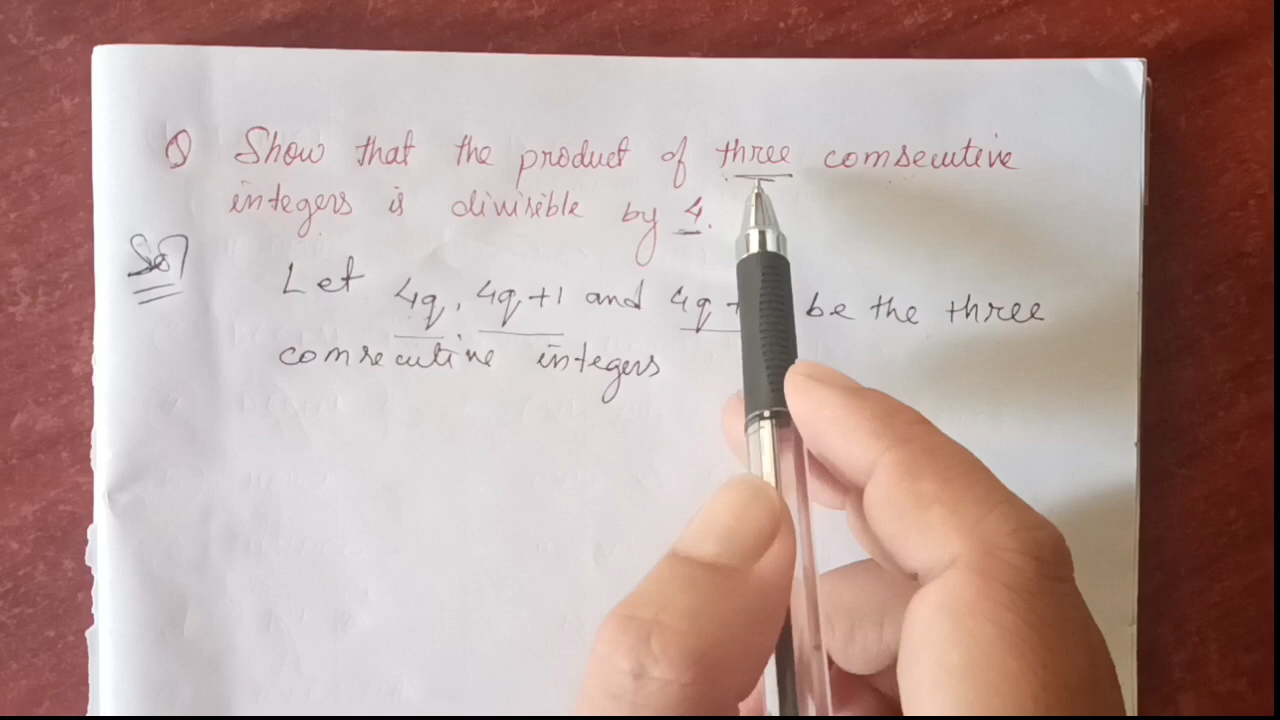 Q Show that the product of three consecutive
integers is divisible by 4.
Sol
Let 4q, 4q+1 and 4q + be the three
consecutive integers